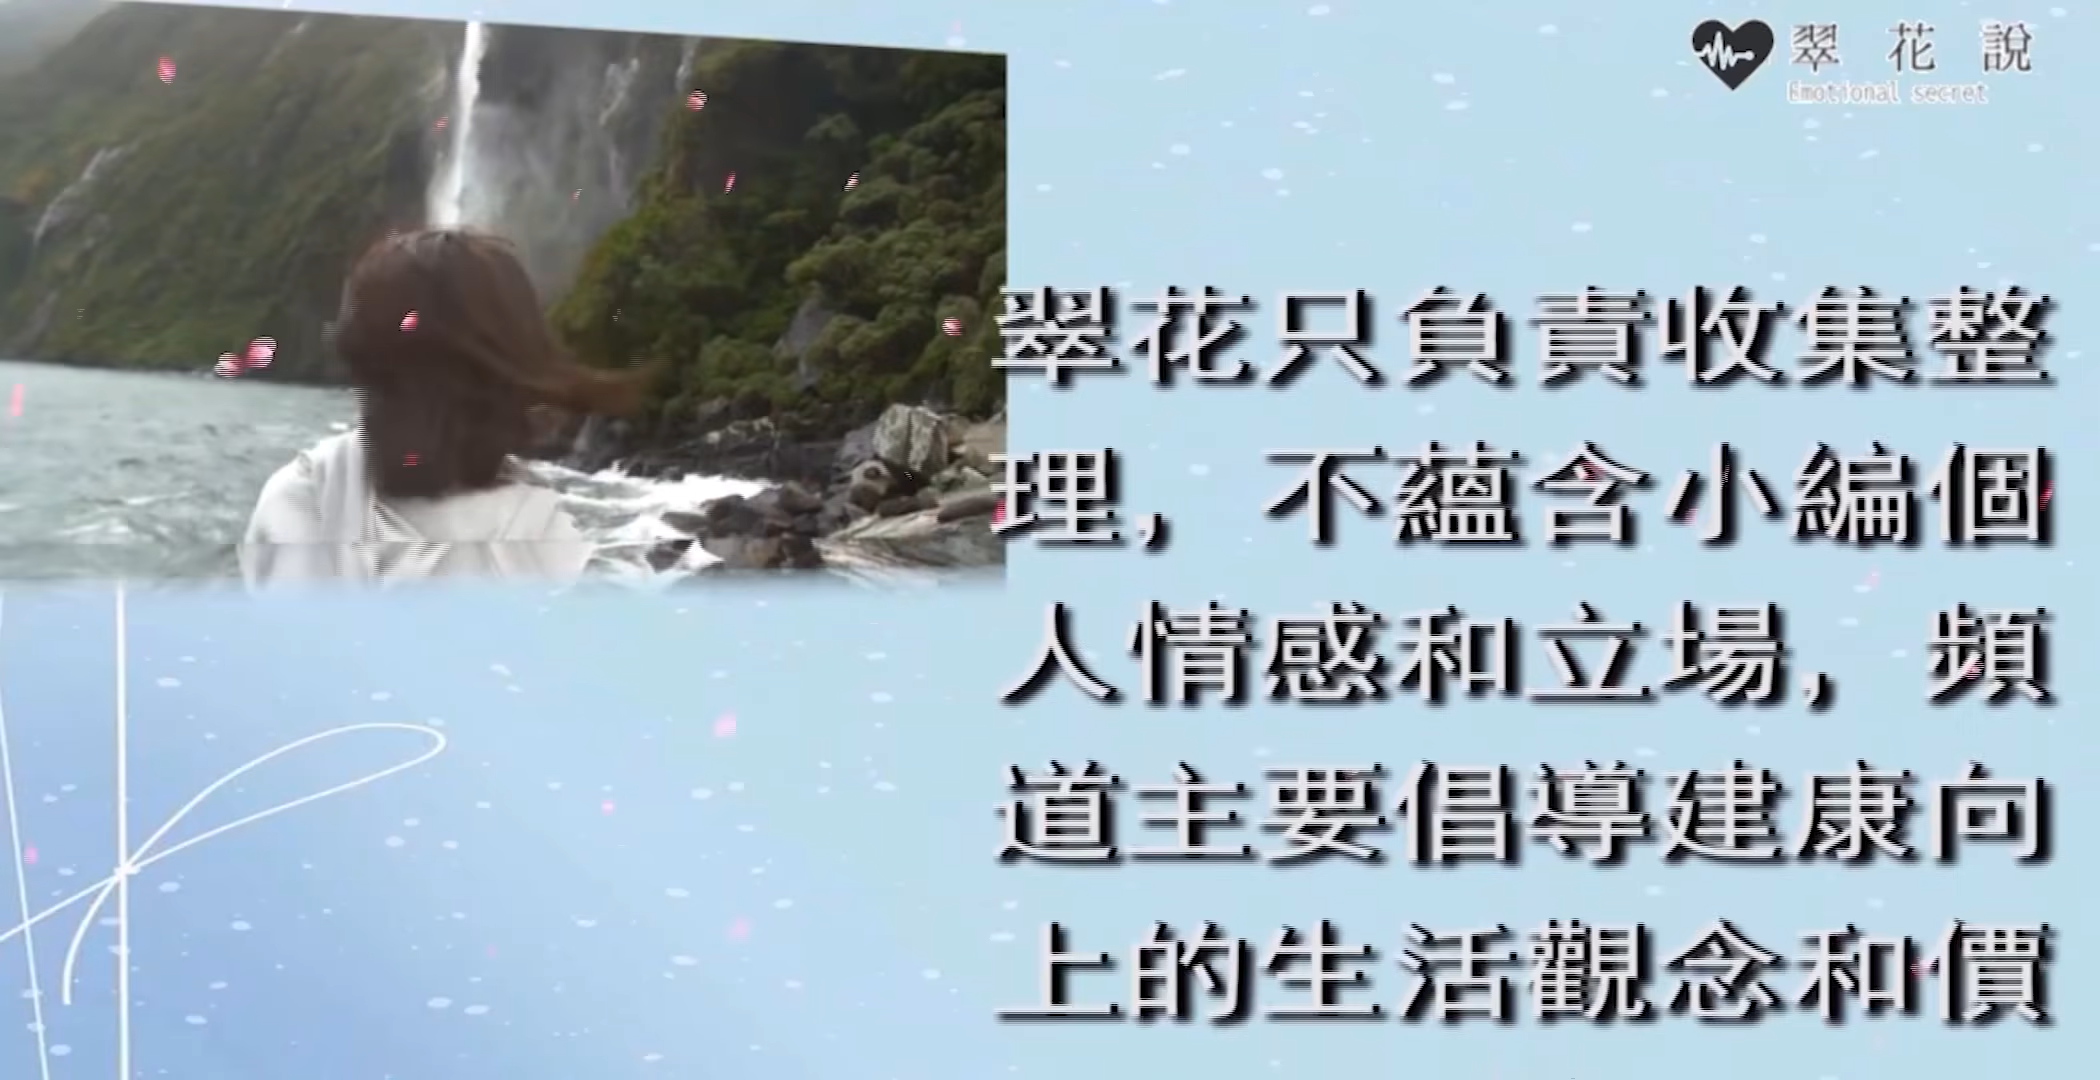 翠花說
Emotional secret
翠花只負責收集整
理，不蘊含小編個
人情感和立場，頻
道主要倡導建康向
上的生活觀念和價